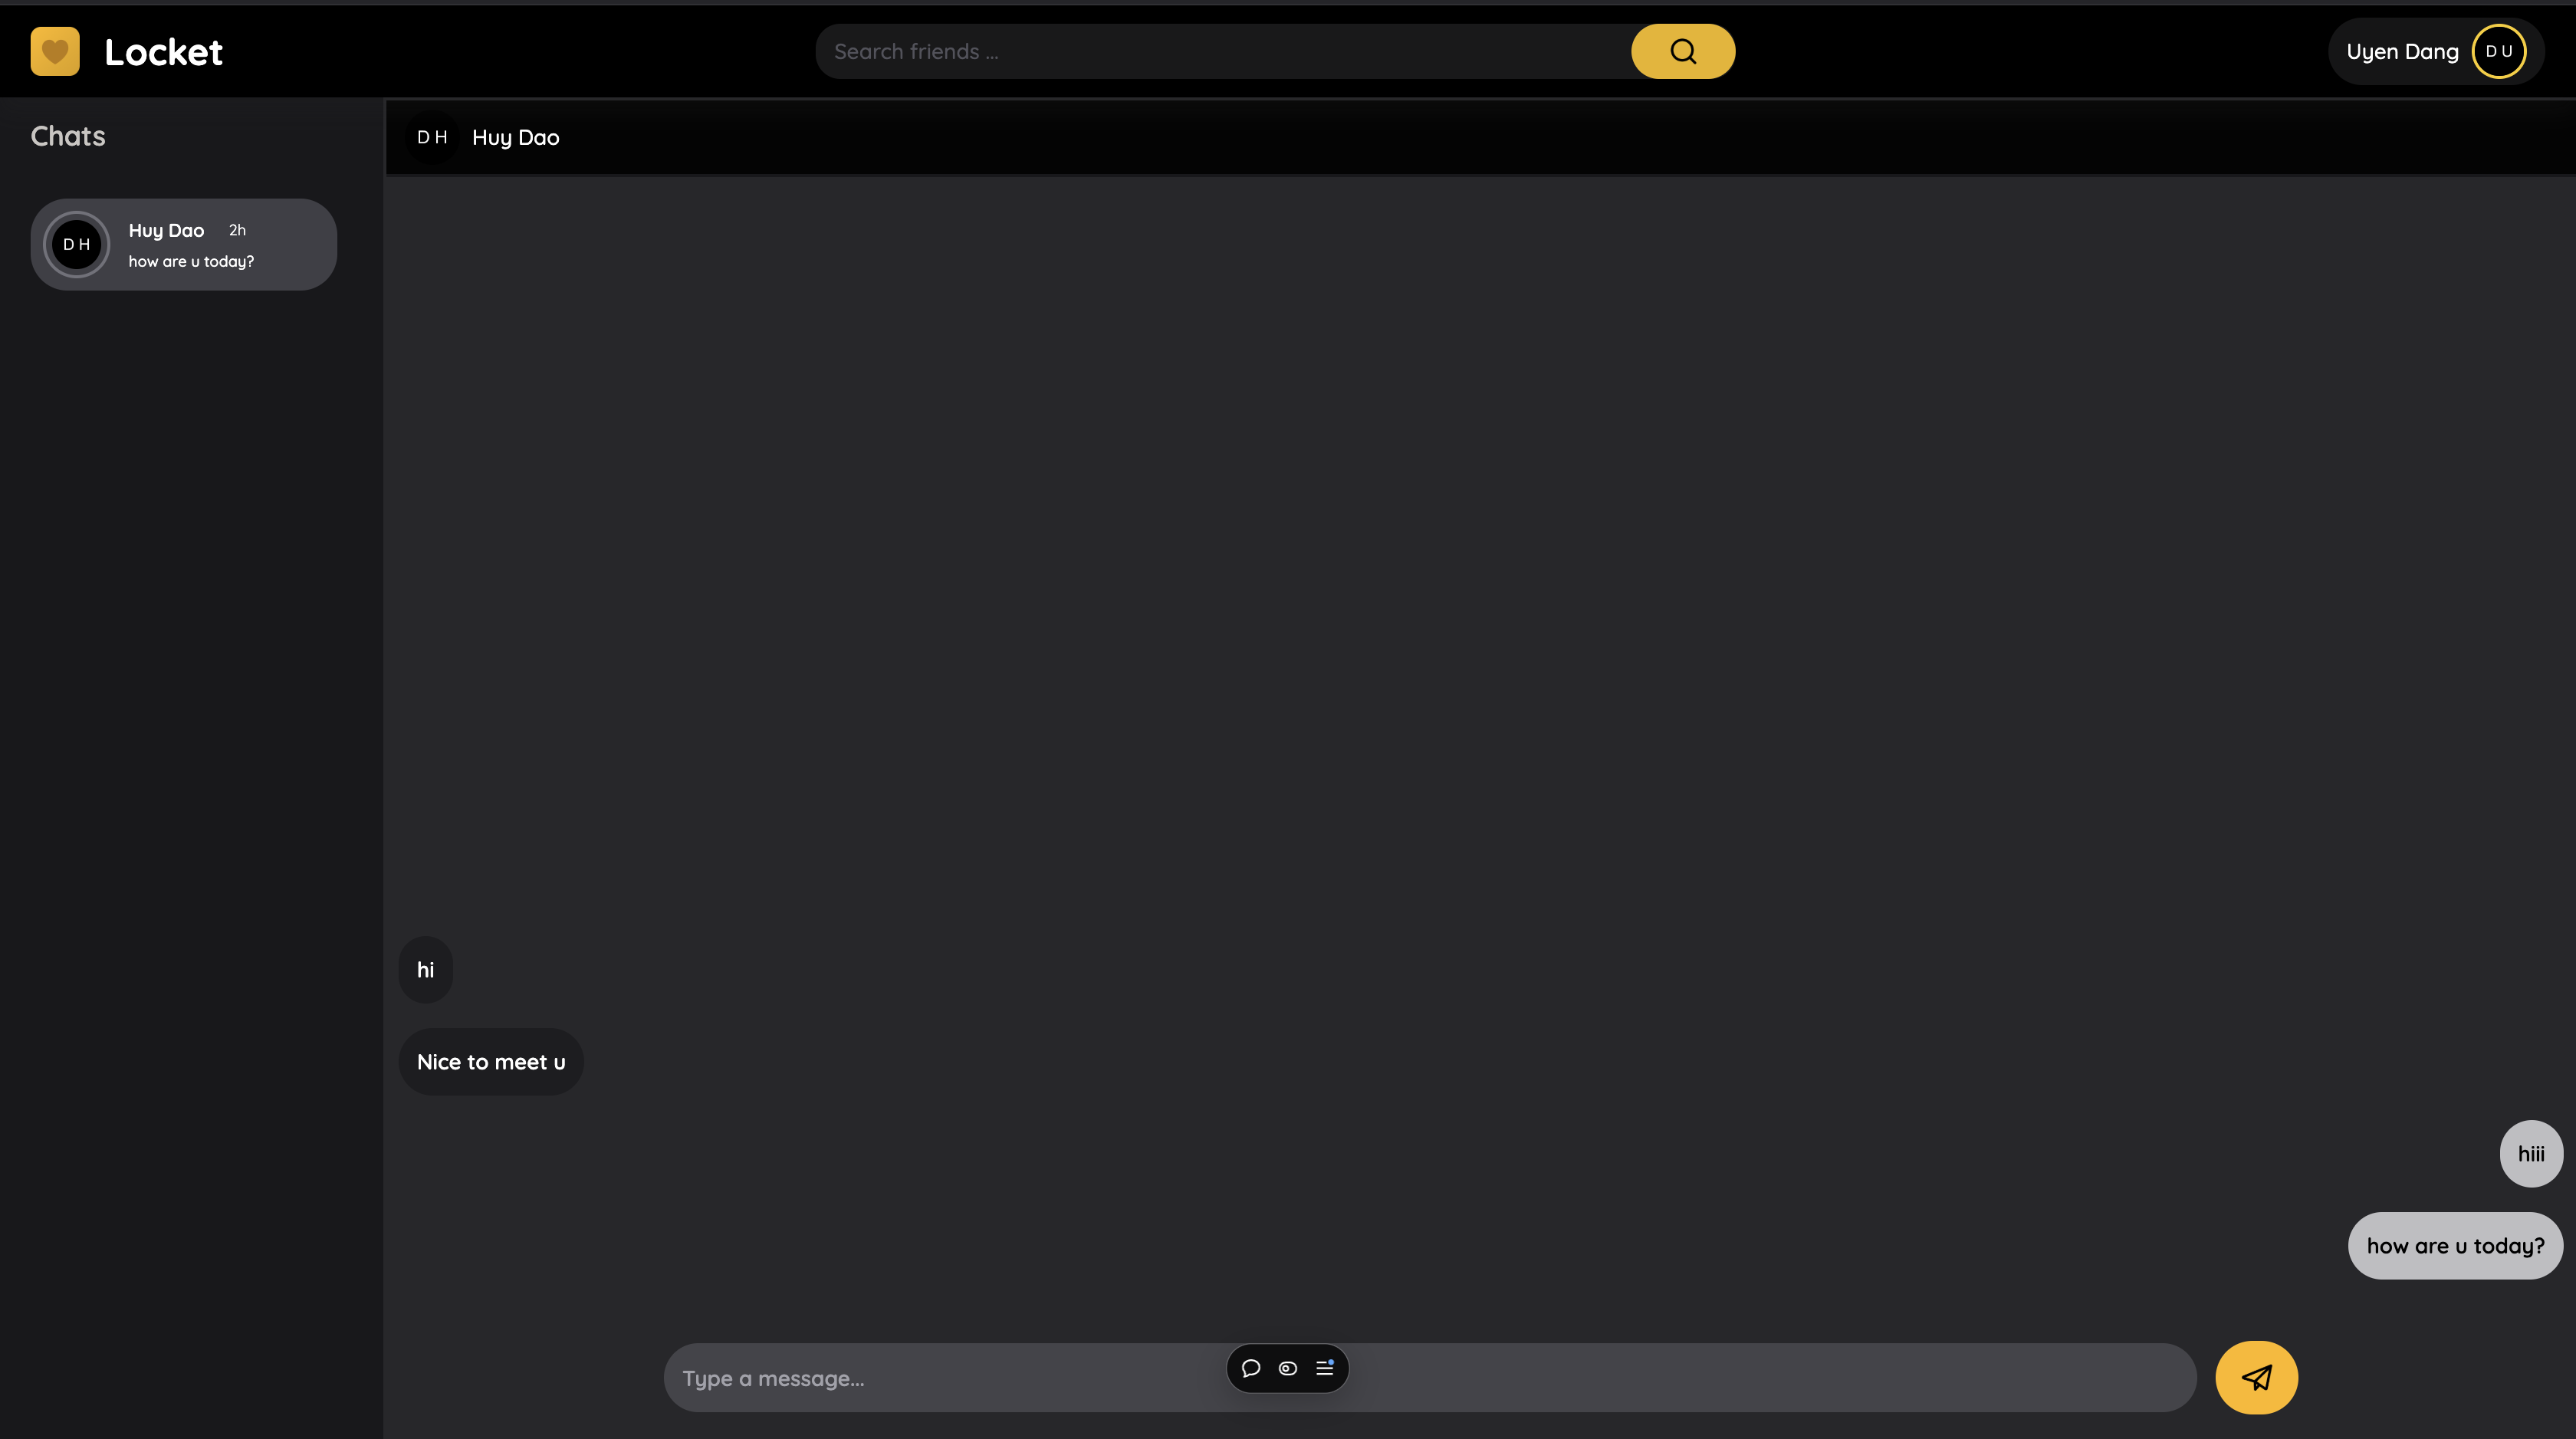 Locket
Search friends ...
Uyen Dang
D U
Chats
D H
Huy Dao
D H
Huy Dao
2h
how are u today?
hi
Nice to meet u
hiii
how are u today?
Type a message...